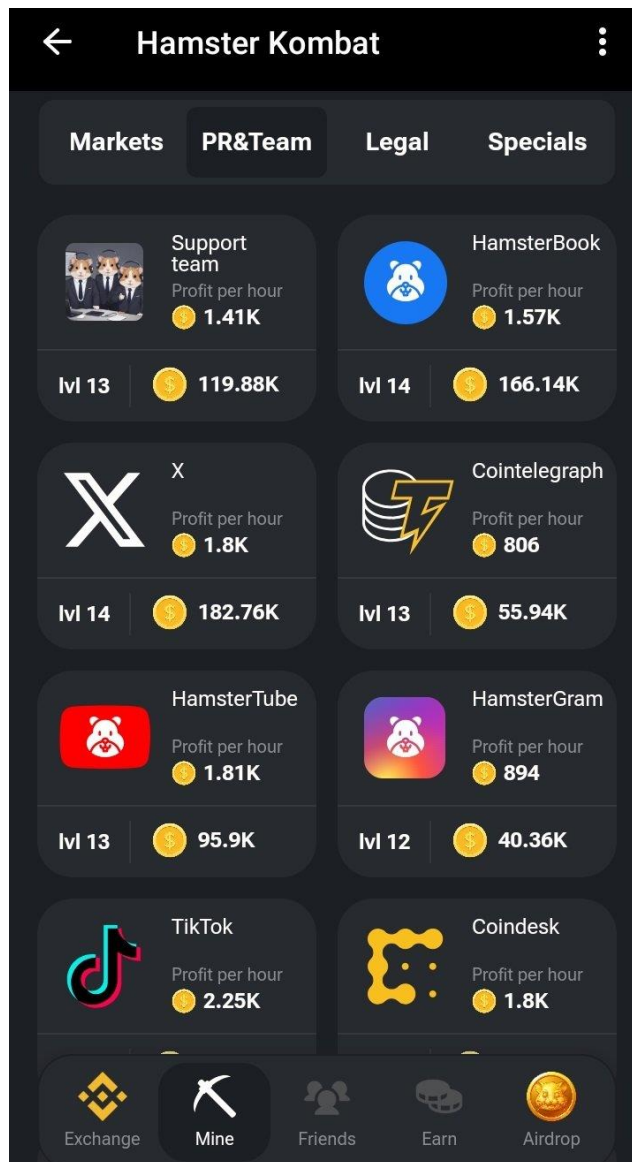 Hamster Kombat
Markets
PR&Team
Legal
Specials
Support
team
Profit per hour
1.41K
lvl 13
119.88K
HamsterBook
Profit per hour
1.57K
lvl 14
166.14K
X
Profit per hour
1.8K
lvl 14
182.76K
Cointelegraph
Profit per hour
806
lvl 13
55.94K
HamsterTube
Profit per hour
1.81K
lvl 13
95.9K
HamsterGram
Profit per hour
894
lvl 12
40.36K
TikTok
Profit per hour
2.25K
Coindesk
Profit per hour
1.8K
Exchange
Mine
Friends
Earn
Airdrop